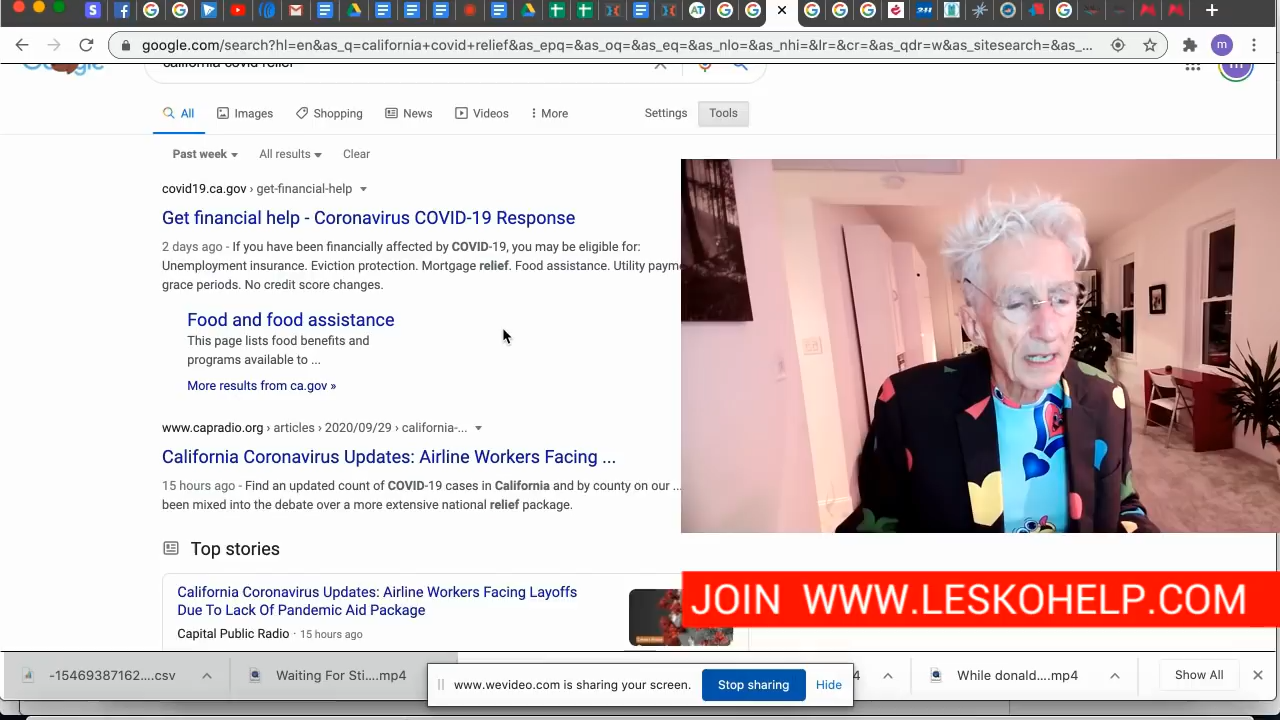 google.com/search?hl=en&as_q=california+covid+relief&as_epq=&as_oq=&as_eq=&as_nlo=&as_nhi=&lr=&cr=&as_qdr=w&as_sitesearch=&as_...
m
california covid relief
All
Images
Shopping
News
Videos
More
Settings
Tools
Past week
All results
Clear
covid19.ca.gov › get-financial-help
Get financial help - Coronavirus COVID-19 Response
2 days ago - If you have been financially affected by COVID-19, you may be eligible for:
Unemployment insurance. Eviction protection. Mortgage relief. Food assistance. Utility payme
grace periods. No credit score changes.
Food and food assistance
This page lists food benefits and
programs available to ...
More results from ca.gov »
www.capradio.org › articles › 2020/09/29 › california-...
California Coronavirus Updates: Airline Workers Facing ...
15 hours ago - Find an updated count of COVID-19 cases in California and by county on our ...
been mixed into the debate over a more extensive national relief package.
Top stories
California Coronavirus Updates: Airline Workers Facing Layoffs
Due To Lack Of Pandemic Aid Package
Capital Public Radio · 15 hours ago
JOIN WWW.LESKOHELP.COM
-15469387162....csv
Waiting For Sti....mp4
www.wevideo.com is sharing your screen.
Stop sharing
Hide
4
While donald....mp4
Show All